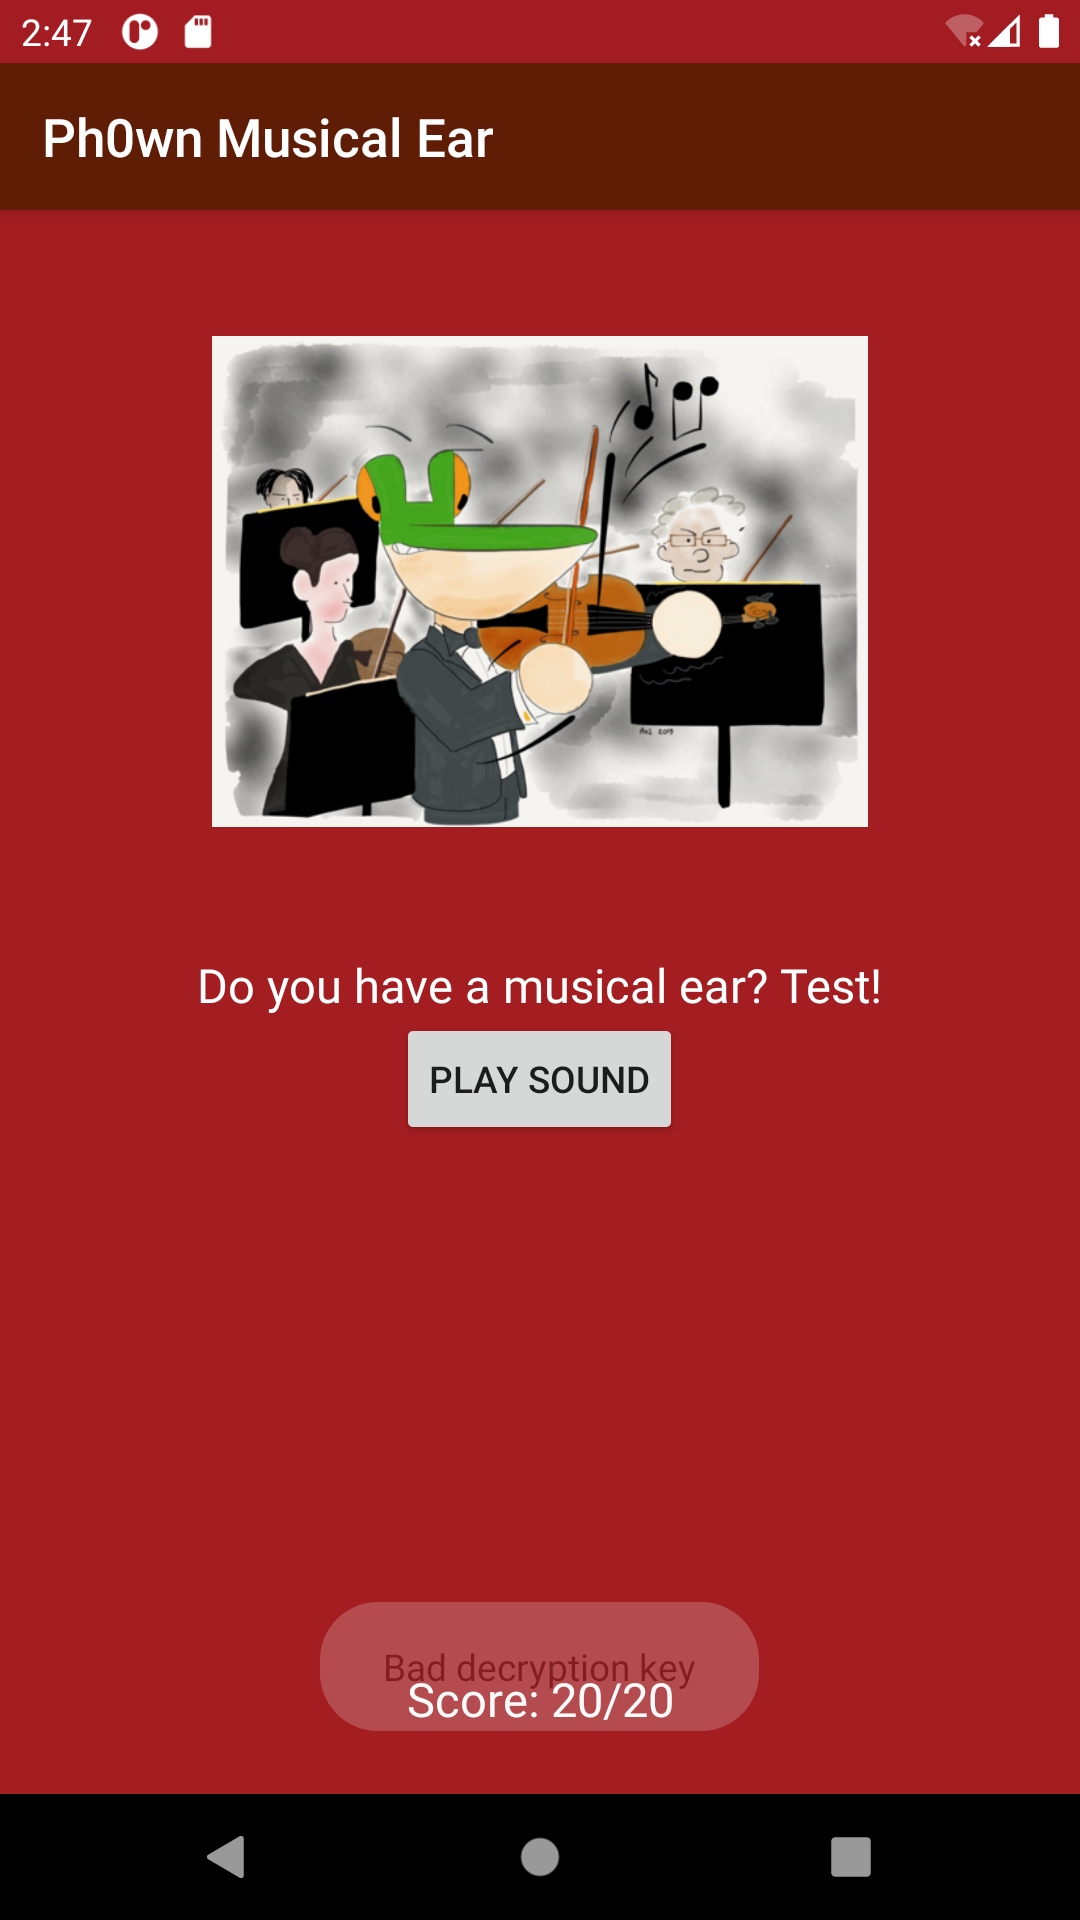 2:47
Ph0wn Musical Ear
AxL 2019
Do you have a musical ear? Test!
PLAY SOUND
Bad decryption key
Score: 20/20